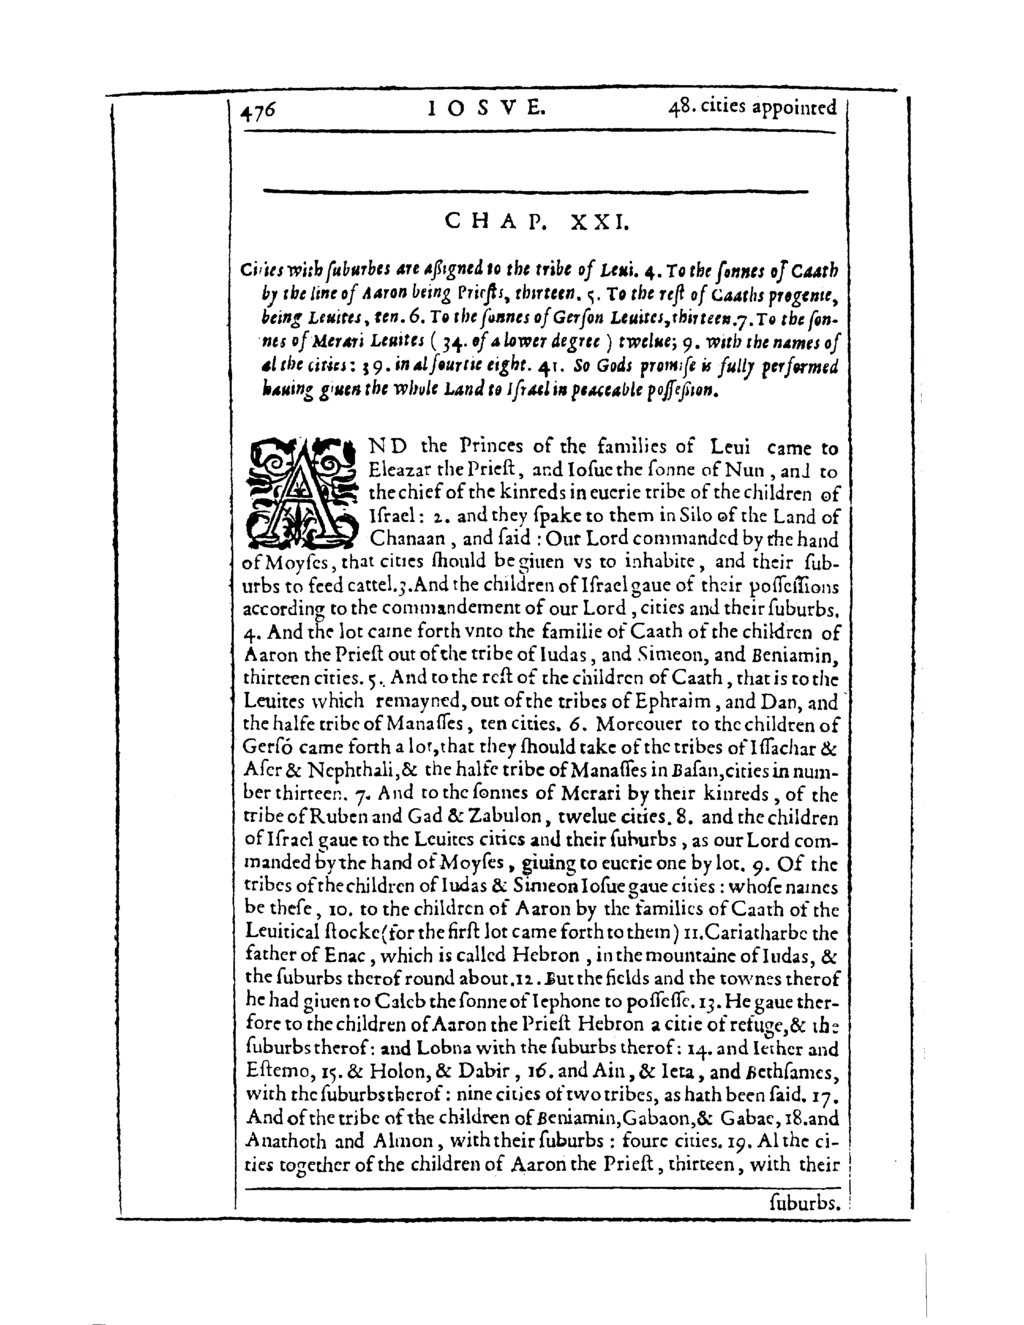 476 IOSVE. 48. cities appointed
CHAP. XXI.
Cities with ſuburbes are aſsigned to the tribe of Leui. 4. To the ſonnes of Caath
by the line of Aaron being Prieſts, thirteen. 5. To the reſt of Caaths progenie,
being Leuites, ten. 6. To the ſonnes of Gerſon Leuites, thirteen. 7. To the ſon-
nes of Merari Leuites ( 34. of a lower degree ) twelue; 9. with the names of
al the cities: 39. in al fourtie eight. 41. So Gods promiſe is fully performed
hauing giuen the whole Land to Iſrael in peaceable poſſeſsion.
AND the Princes of the families of Leui came to
Eleazar the Prieſt, and Ioſue the ſonne of Nun, and to
the chief of the kinreds in euerie tribe of the children of
Iſrael: 2. and they ſpake to them in Silo of the Land of
Chanaan, and ſaid: Our Lord commanded by the hand
of Moyſes, that cities ſhould be giuen vs to inhabite, and their ſub-
urbs to feed cattel. 3. And the children of Iſrael gaue of their poſſeſſions
according to the commandement of our Lord, cities and their ſuburbs.
4. And the lot came forth vnto the familie of Caath of the children of
Aaron the Prieſt out of the tribe of Iudas, and Simeon, and Beniamin,
thirteen cities. 5. And to the reſt of the children of Caath, that is to the
Leuites which remayned, out of the tribes of Ephraim, and Dan, and
the halfe tribe of Manaſſes, ten cities. 6. Moreouer to the children of
Gerſõ came forth a lot, that they ſhould take of the tribes of Iſſachar &
Aſer & Nephthali, & the halfe tribe of Manaſſes in Baſan, cities in num-
ber thirteen. 7. And to the ſonnes of Merari by their kinreds, of the
tribe of Ruben and Gad & Zabulon, twelue cities. 8. and the children
of Iſrael gaue to the Leuites cities and their ſuburbs, as our Lord com-
manded by the hand of Moyſes, giuing to euerie one by lot. 9. Of the
tribes of the children of Iudas & Simeon Ioſue gaue cities: whoſe names
be theſe, 10. to the children of Aaron by the families of Caath of the
Leuitical ſtocke (for the firſt lot came forth to them) 11. Cariatharbe the
father of Enac, which is called Hebron, in the mountaine of Iudas, &
the ſuburbs therof round about. 12. But the fields and the townes therof
he had giuen to Caleb the ſonne of Iephone to poſſeſſe. 13. He gaue ther-
fore to the children of Aaron the Prieſt Hebron a citie of refuge, & the
ſuburbs therof: and Lobna with the ſuburbs therof: 14. and Iether and
Eſtemo, 15. & Holon, & Dabir, 16. and Ain, & Ieta, and Bethſames,
with the ſuburbs therof: nine cities of two tribes, as hath been ſaid. 17.
And of the tribe of the children of Beniamin, Gabaon, & Gabae, 18. and
Anathoth and Almon, with their ſuburbs: foure cities. 19. Al the ci-
ties together of the children of Aaron the Prieſt, thirteen, with their
ſuburbs.